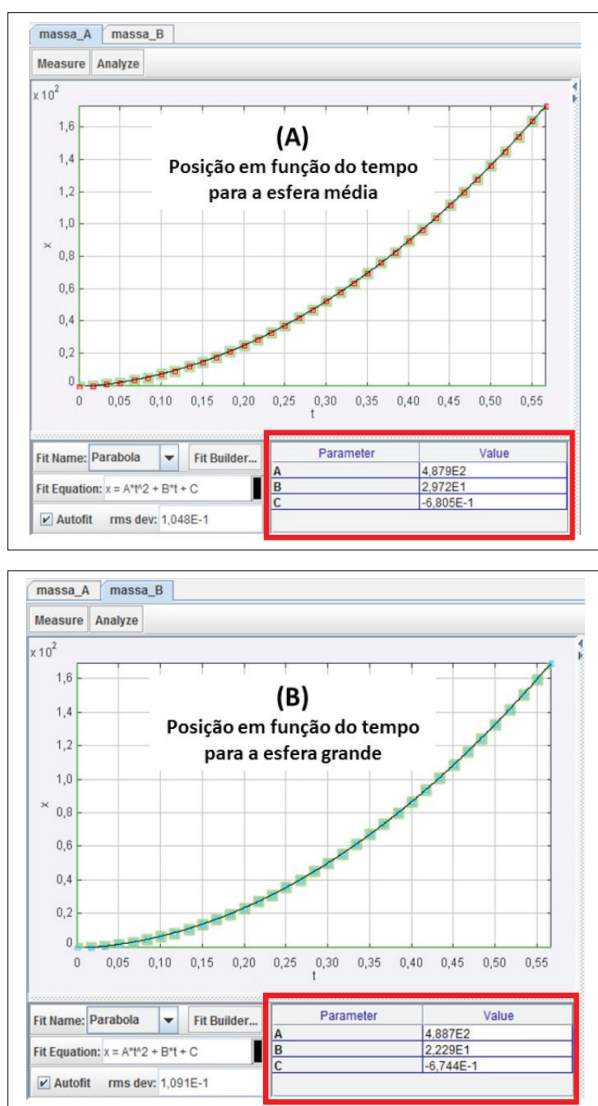 massa_A massa_B
Measure Analyze
x 10²
(A)
Posição em função do tempo
para a esfera média
1,6
1,4
1,2
1,0
0,8
0,6
0,4
0,2
0
x
0 0,05 0,10 0,15 0,20 0,25 0,30 0,35 0,40 0,45 0,50 0,55
t
Fit Name: Parabola Fit Builder...
Fit Equation: x = A*t^2 + B*t + C
Autofit rms dev: 1,048E-1
Parameter Value
A 4,879E2
B 2,972E1
C -6,805E-1
massa_A massa_B
Measure Analyze
x 10²
(B)
Posição em função do tempo
para a esfera grande
1,6
1,4
1,2
1,0
0,8
0,6
0,4
0,2
0
x
0 0,05 0,10 0,15 0,20 0,25 0,30 0,35 0,40 0,45 0,50 0,55
t
Fit Name: Parabola Fit Builder...
Fit Equation: x = A*t^2 + B*t + C
Autofit rms dev: 1,091E-1
Parameter Value
A 4,887E2
B 2,229E1
C -6,744E-1